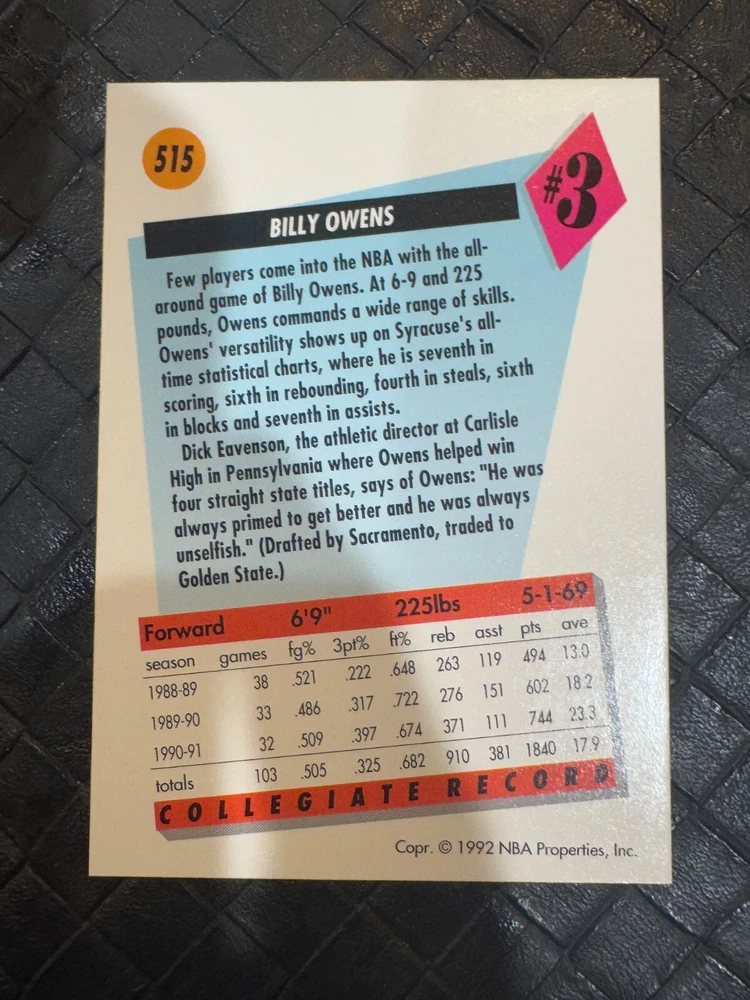 515
#3
BILLY OWENS
Few players come into the NBA with the all-
around game of Billy Owens. At 6-9 and 225
pounds, Owens commands a wide range of skills.
Owens' versatility shows up on Syracuse's all-
time statistical charts, where he is seventh in
scoring, sixth in rebounding, fourth in steals, sixth
in blocks and seventh in assists.
Dick Eavenson, the athletic director at Carlisle
High in Pennsylvania where Owens helped win
four straight state titles, says of Owens: "He was
always primed to get better and he was always
unselfish." (Drafted by Sacramento, traded to
Golden State.)
Forward 6'9" 225lbs 5-1-69
season games fg% 3pt% ft% reb asst pts ave
1988-89 38 .521 .222 .648 263 119 494 13.0
1989-90 33 .486 .317 .722 276 151 602 18.2
1990-91 32 .509 .397 .674 371 111 744 23.3
totals 103 .505 .325 .682 910 381 1840 17.9
COLLEGIATE RECORD
Copr. © 1992 NBA Properties, Inc.